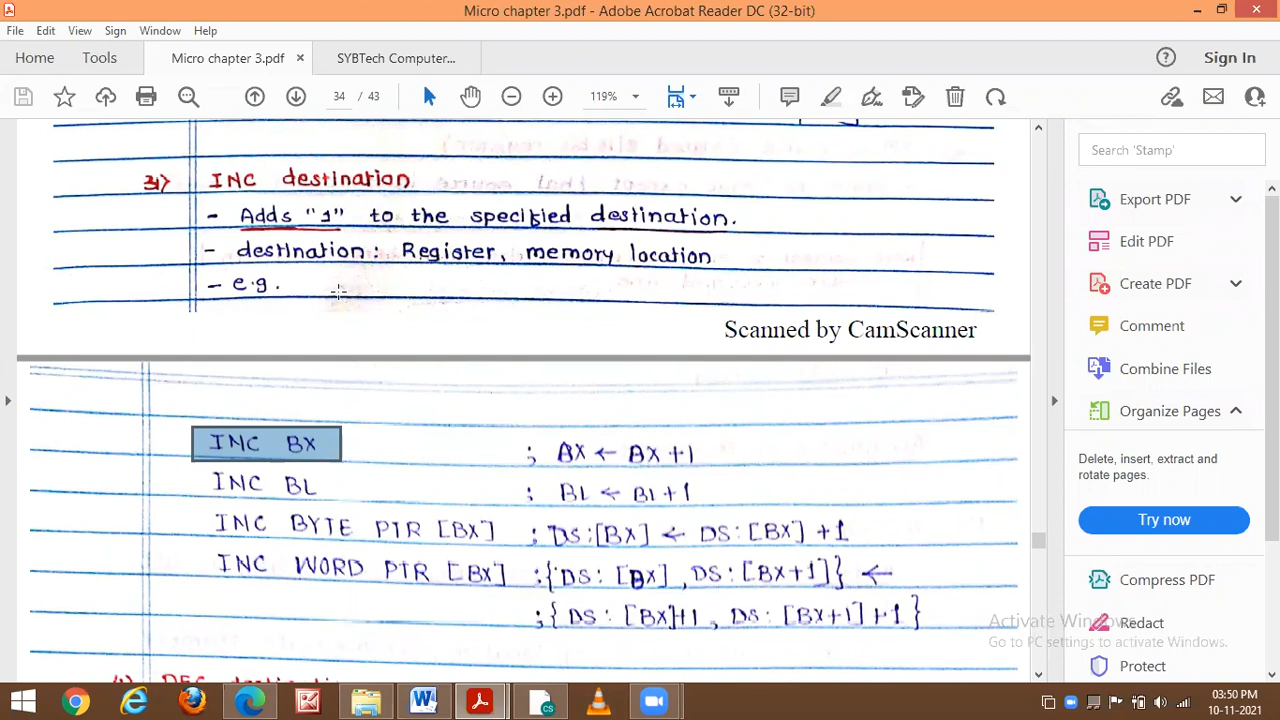 Micro chapter 3.pdf - Adobe Acrobat Reader DC (32-bit)
File Edit View Sign Window Help
Home Tools Micro chapter 3.pdf × SYBTech Computer... Sign In
34 / 43 119%
3) INC destination
- Adds "1" to the specified destination.
- destination: Register, memory location
- e.g.
Scanned by CamScanner
INC BX ; BX ← BX+1
INC BL ; BL ← BL+1
INC BYTE PTR [BX] ; DS:[BX] ← DS:[BX]+1
INC WORD PTR [BX] ;{DS:[BX],DS:[BX+1]} ←
;{DS:[BX]+1, DS:[BX+1]+1}
4) DEC destination
Search 'Stamp'
Export PDF
Edit PDF
Create PDF
Comment
Combine Files
Organize Pages
Delete, insert, extract and
rotate pages.
Try now
Compress PDF
Redact
Protect
Activate Windows
Go to PC settings to activate Windows.
03:50 PM
10-11-2021